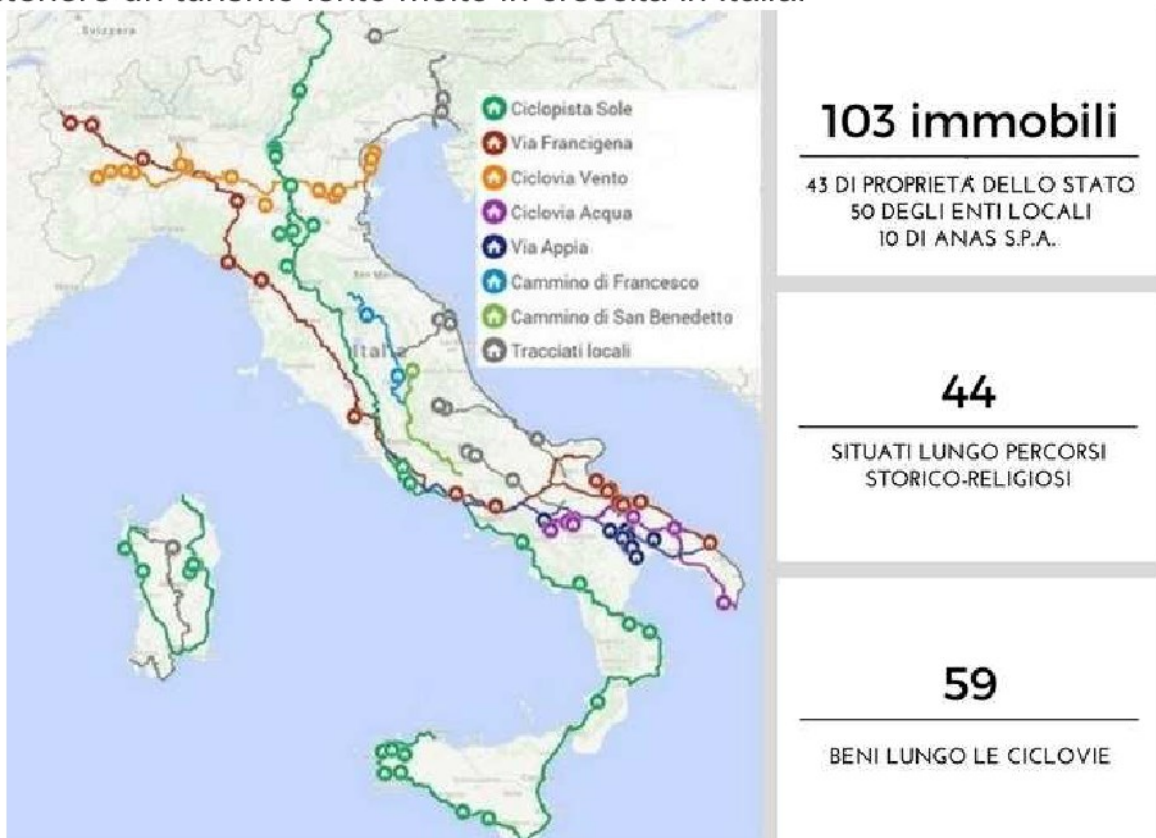 Svizzera
Ciclopista Sole
Via Francigena
Ciclovia Vento
Ciclovia Acqua
Via Appia
Cammino di Francesco
Cammino di San Benedetto
Tracciati locali
Italia
103 immobili
43 DI PROPRIETÀ DELLO STATO
50 DEGLI ENTI LOCALI
10 DI ANAS S.P.A.
44
SITUATI LUNGO PERCORSI
STORICO-RELIGIOSI
59
BENI LUNGO LE CICLOVIE